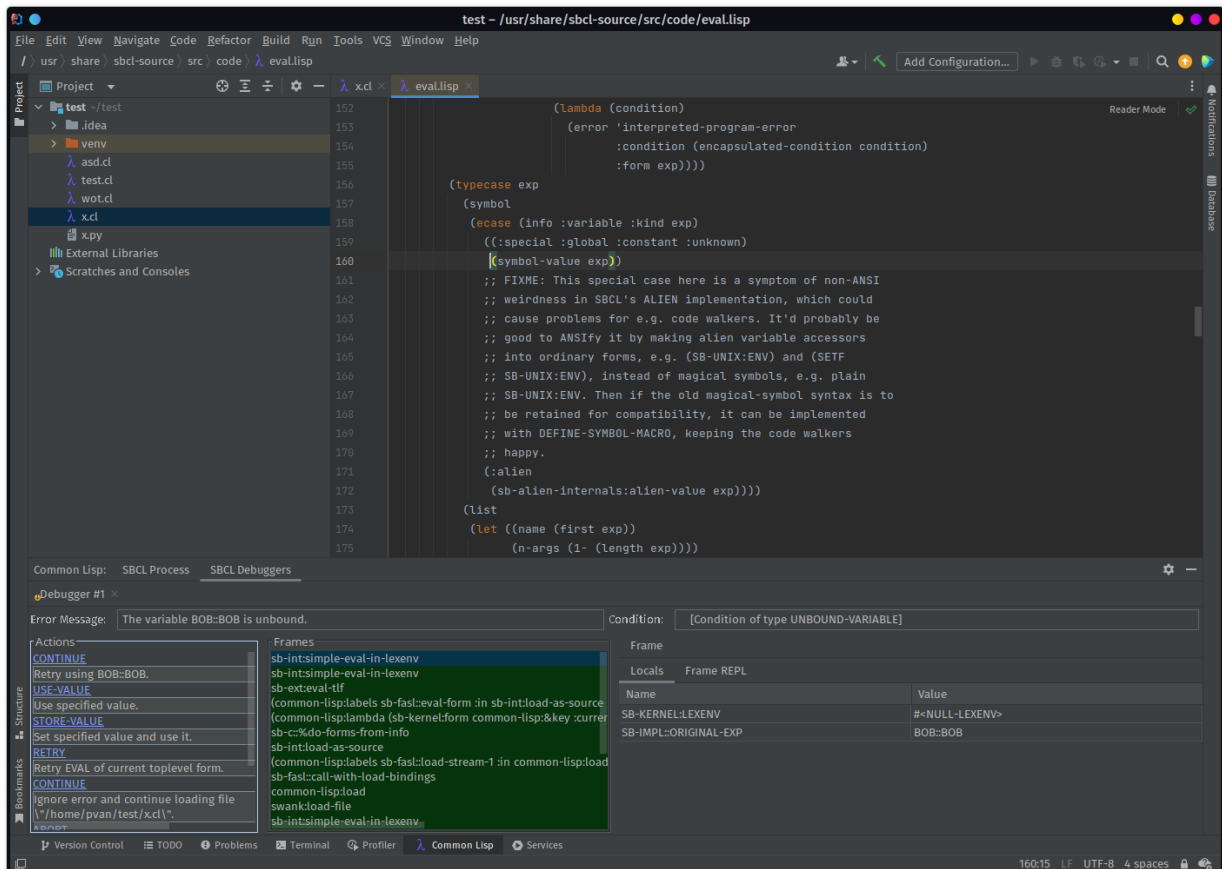 test – /usr/share/sbcl-source/src/code/eval.lisp
File Edit View Navigate Code Refactor Build Run Tools VCS Window Help
/ usr share sbcl-source src code λ eval.lisp
Add Configuration...
Project
Project
λ x.cl
λ eval.lisp
test ~/test
.idea
venv
λ asd.cl
λ test.cl
λ wot.cl
λ x.cl
x.py
External Libraries
Scratches and Consoles
Reader Mode
152 (lambda (condition)
153 (error 'interpreted-program-error
154 :condition (encapsulated-condition condition)
155 :form exp))))
156 (typecase exp
157 (symbol
158 (ecase (info :variable :kind exp)
159 ((:special :global :constant :unknown)
160 (symbol-value exp))
161 ;; FIXME: This special case here is a symptom of non-ANSI
162 ;; weirdness in SBCL's ALIEN implementation, which could
163 ;; cause problems for e.g. code walkers. It'd probably be
164 ;; good to ANSIfy it by making alien variable accessors
165 ;; into ordinary forms, e.g. (SB-UNIX:ENV) and (SETF
166 ;; SB-UNIX:ENV), instead of magical symbols, e.g. plain
167 ;; SB-UNIX:ENV. Then if the old magical-symbol syntax is to
168 ;; be retained for compatibility, it can be implemented
169 ;; with DEFINE-SYMBOL-MACRO, keeping the code walkers
170 ;; happy.
171 (:alien
172 (sb-alien-internals:alien-value exp))))
173 (list
174 (let ((name (first exp))
175 (n-args (1- (length exp))))
Notifications
Database
Common Lisp: SBCL Process SBCL Debuggers
Debugger #1
Error Message: The variable BOB::BOB is unbound.
Condition: [Condition of type UNBOUND-VARIABLE]
Actions
CONTINUE
Retry using BOB::BOB.
USE-VALUE
Use specified value.
STORE-VALUE
Set specified value and use it.
RETRY
Retry EVAL of current toplevel form.
CONTINUE
Ignore error and continue loading file
\"/home/pvan/test/x.cl\".
ABORT
Frames
sb-int:simple-eval-in-lexenv
sb-int:simple-eval-in-lexenv
sb-ext:eval-tlf
(common-lisp:labels sb-fasl::eval-form :in sb-int:load-as-source
(common-lisp:lambda (sb-kernel:form common-lisp:&key :curren
sb-c::%do-forms-from-info
sb-int:load-as-source
(common-lisp:labels sb-fasl::load-stream-1 :in common-lisp:load
sb-fasl::call-with-load-bindings
common-lisp:load
swank:load-file
sb-int:simple-eval-in-lexenv
Frame
Locals Frame REPL
Name Value
SB-KERNEL:LEXENV #<NULL-LEXENV>
SB-IMPL::ORIGINAL-EXP BOB::BOB
Structure
Bookmarks
Version Control TODO Problems Terminal Profiler λ Common Lisp Services
160:15 LF UTF-8 4 spaces